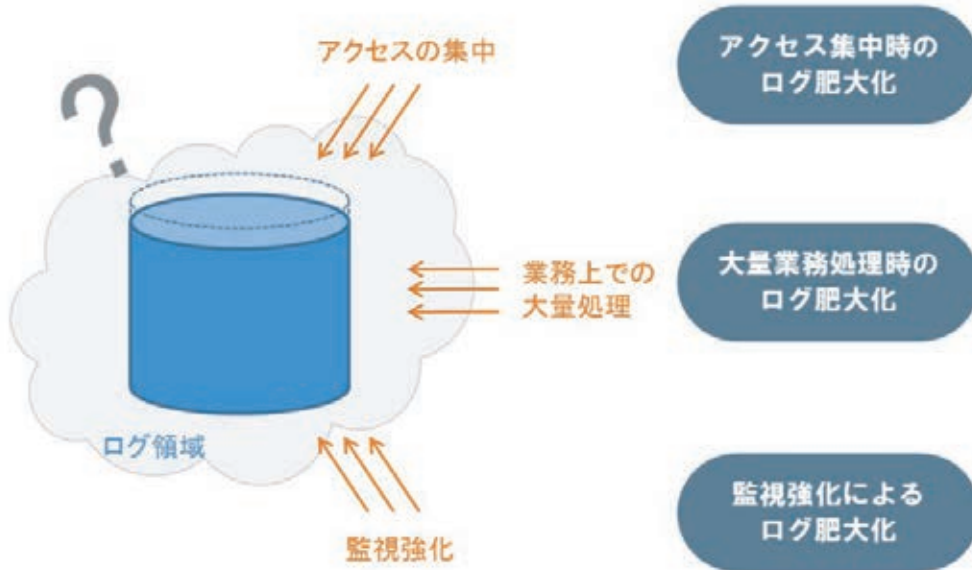 アクセスの集中
アクセス集中時の
ログ肥大化
?
業務上での
大量処理
大量業務処理時の
ログ肥大化
ログ領域
監視強化
監視強化による
ログ肥大化